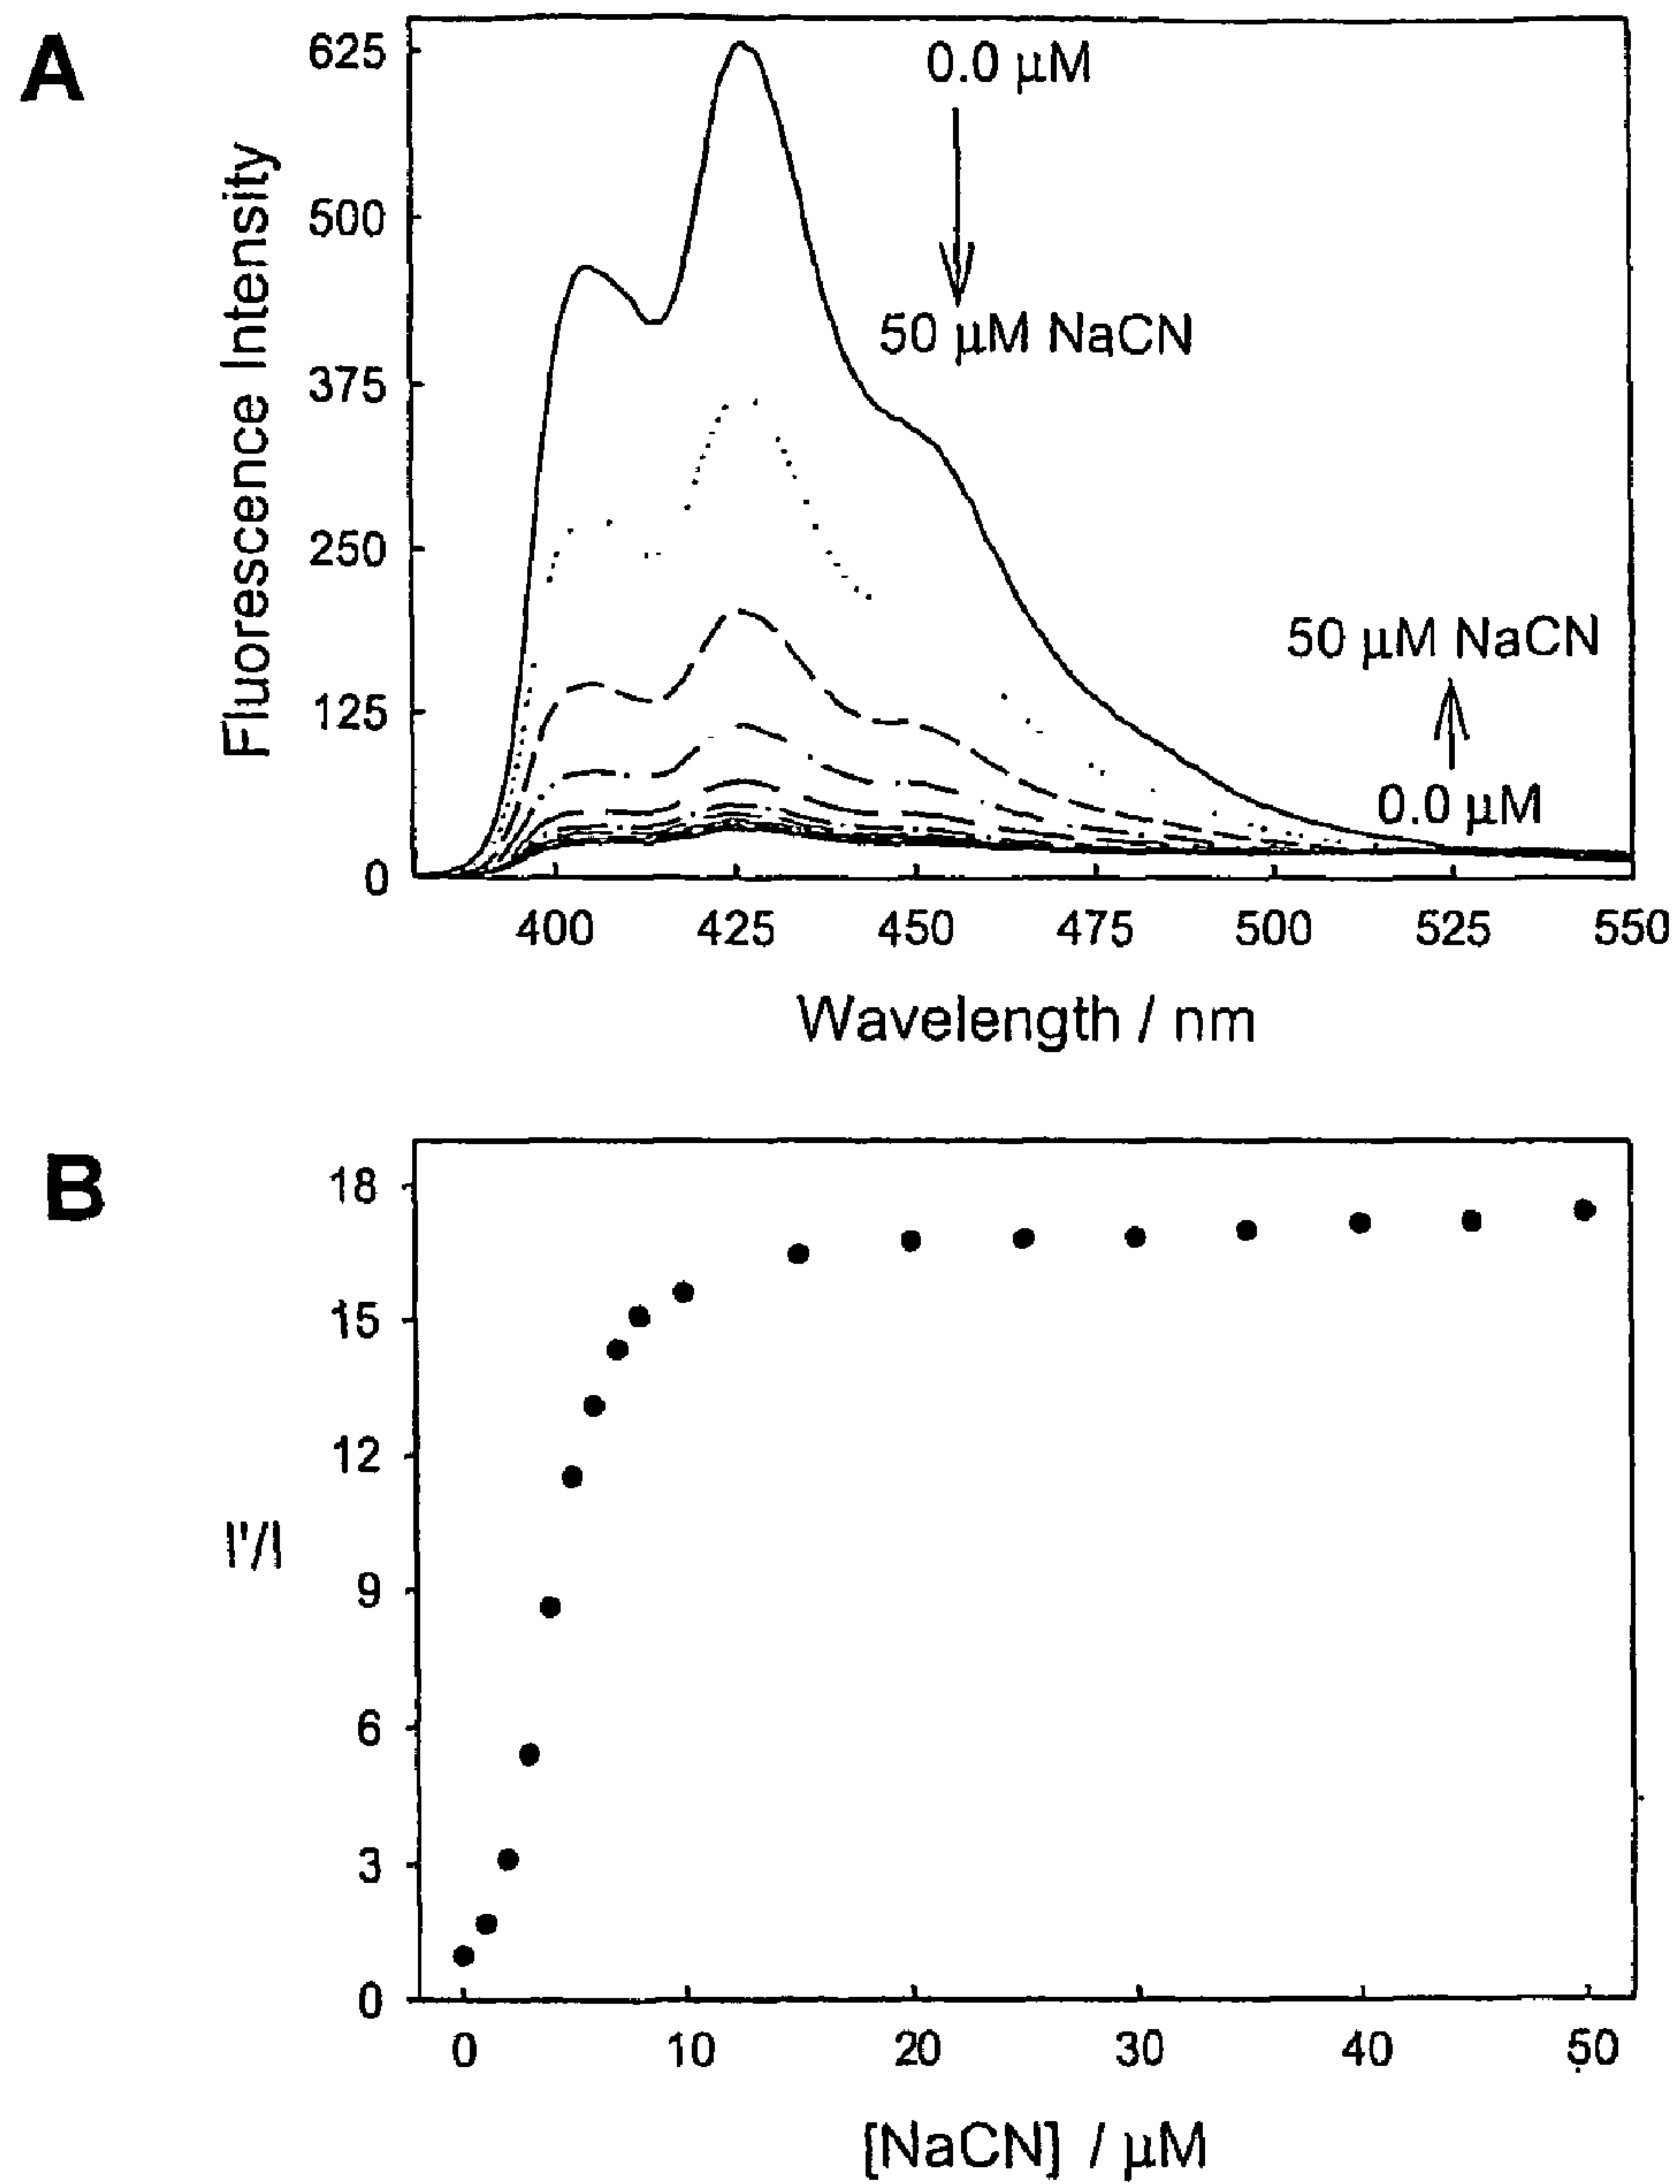 A
625
500
375
250
125
0
Fluorescence Intensity
0.0 µM
50 µM NaCN
50 µM NaCN
0.0 µM
400 425 450 475 500 525 550
Wavelength / nm
B
18
15
12
9
6
3
0
I'/I
0 10 20 30 40 50
[NaCN] / µM